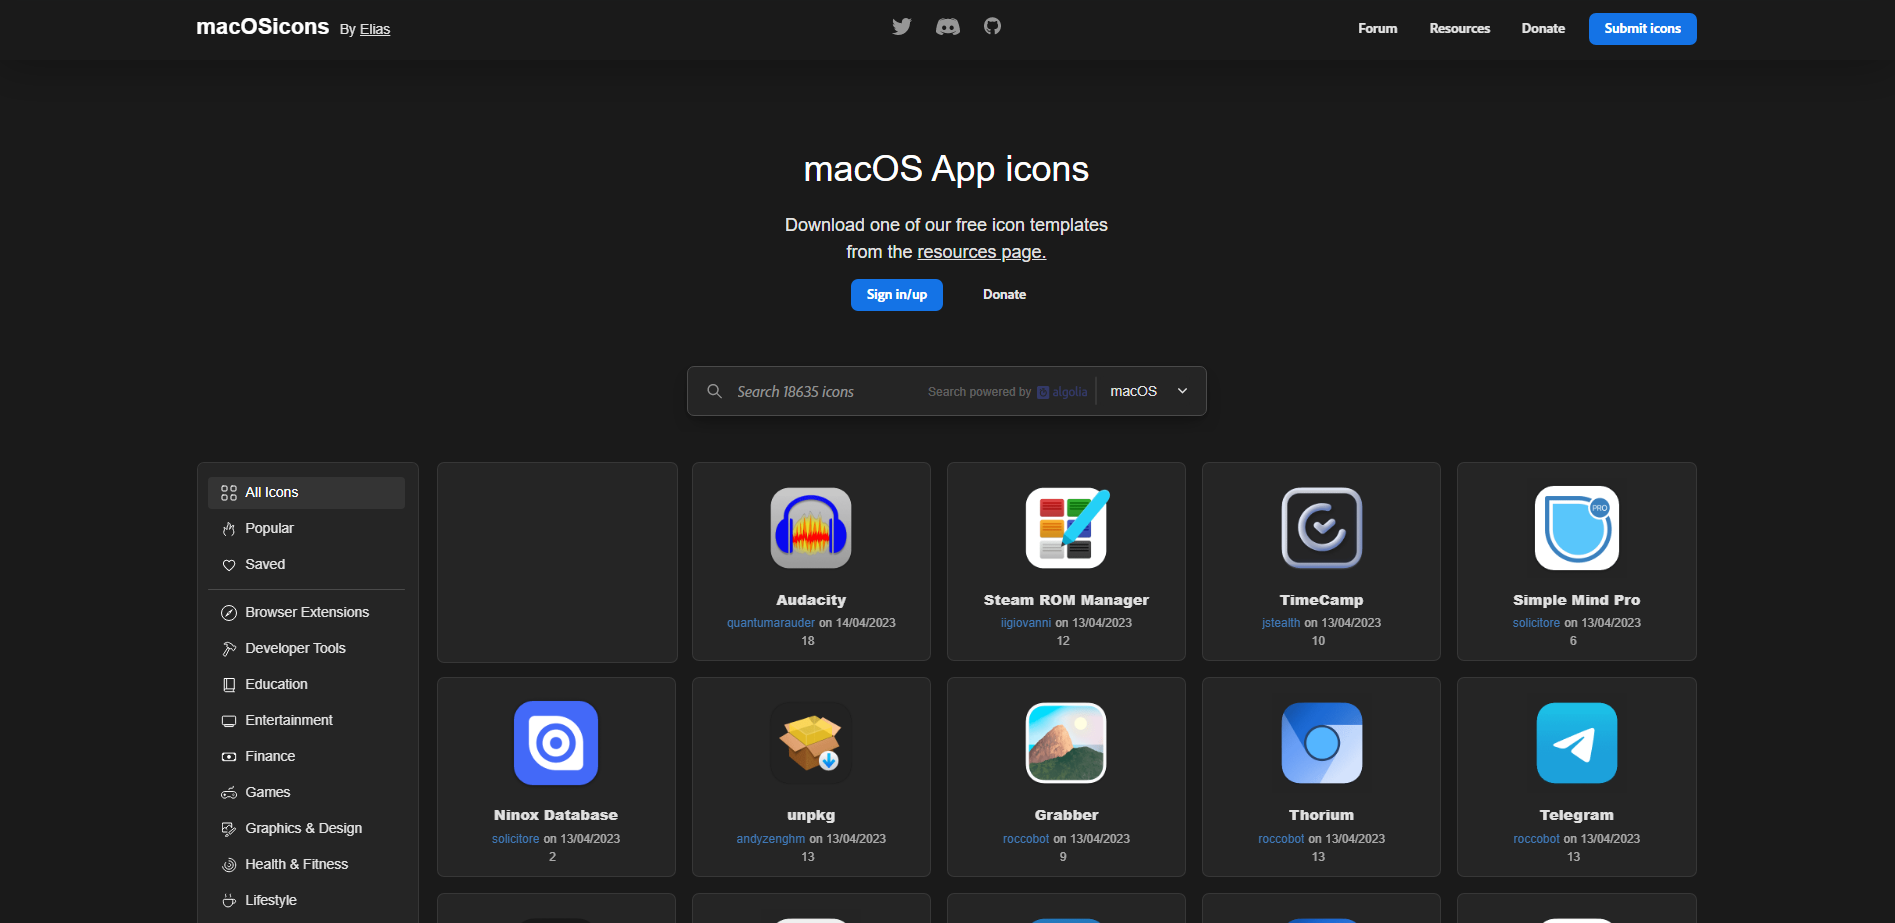 macOSicons By Elias
Forum Resources Donate Submit icons
macOS App icons
Download one of our free icon templates
from the resources page.
Sign in/up Donate
Search 18635 icons Search powered by algolia macOS
All Icons
Popular
Saved
Browser Extensions
Developer Tools
Education
Entertainment
Finance
Games
Graphics & Design
Health & Fitness
Lifestyle
Audacity
quantumarauder on 14/04/2023
18
Steam ROM Manager
iigiovanni on 13/04/2023
12
TimeCamp
jstealth on 13/04/2023
10
PRO
Simple Mind Pro
solicitore on 13/04/2023
6
Ninox Database
solicitore on 13/04/2023
2
unpkg
andyzenghm on 13/04/2023
13
Grabber
roccobot on 13/04/2023
9
Thorium
roccobot on 13/04/2023
13
Telegram
roccobot on 13/04/2023
13